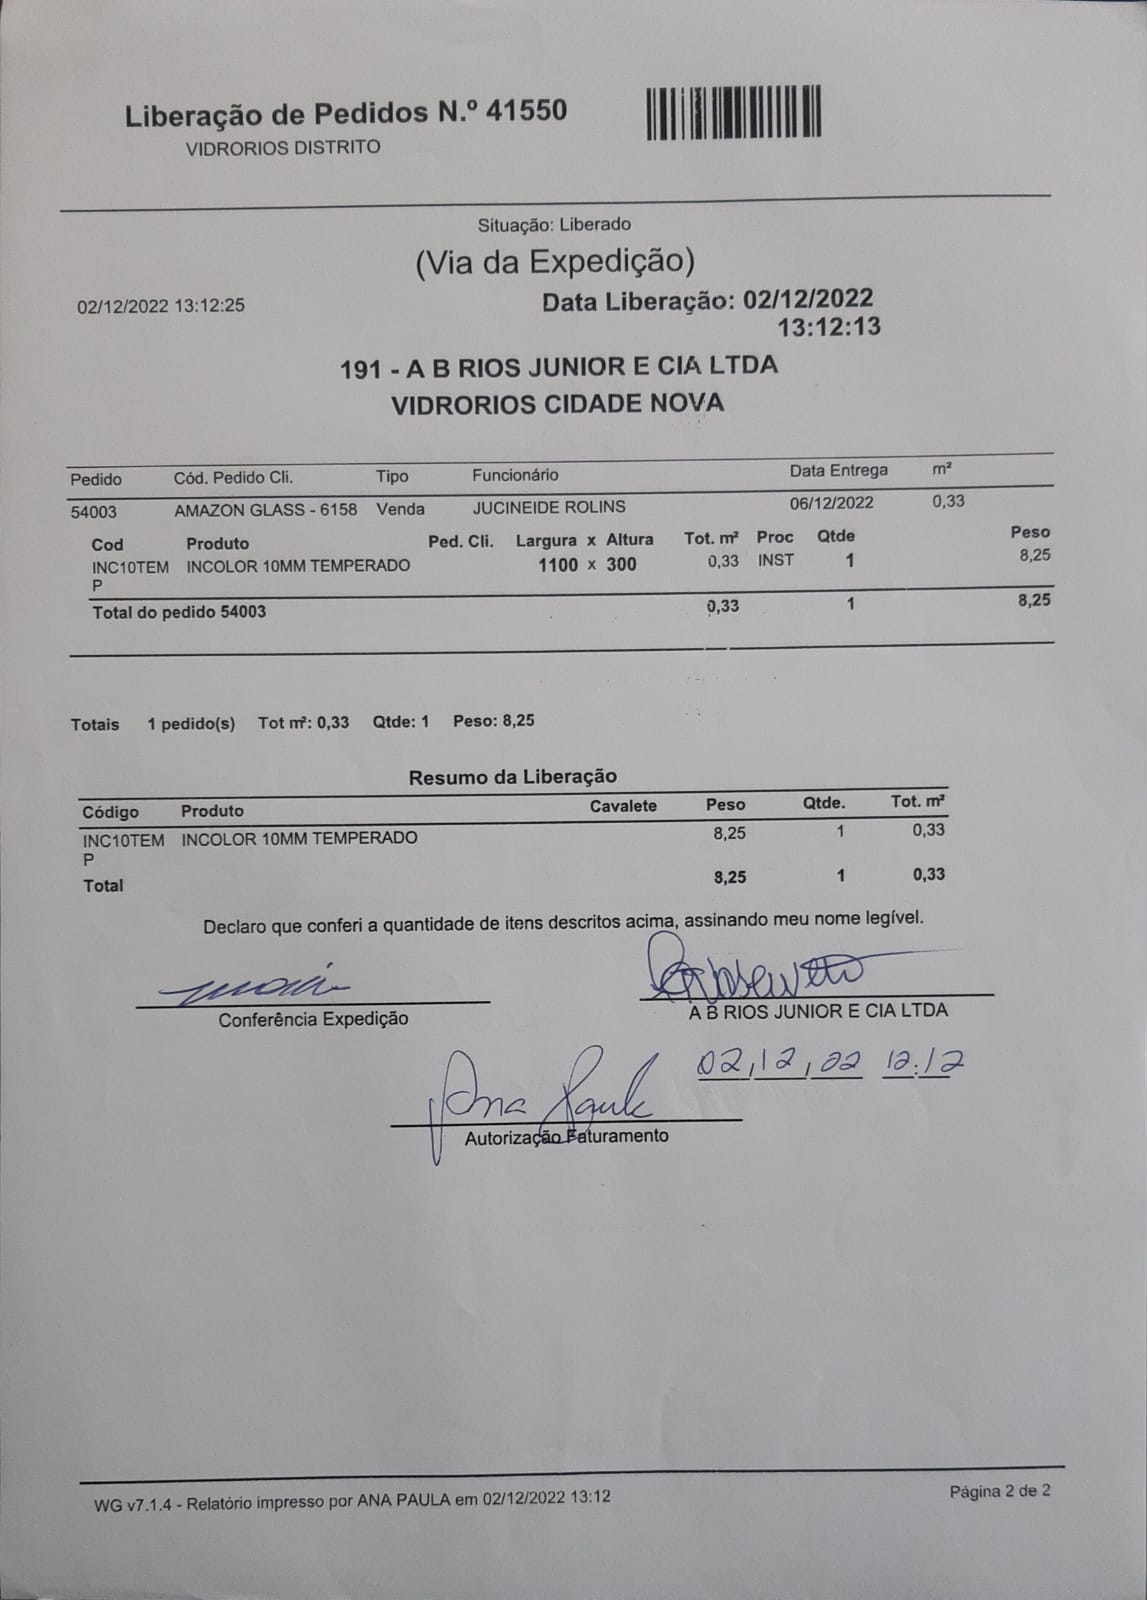 Liberação de Pedidos N.º 41550
VIDRORIOS DISTRITO
Situação: Liberado
(Via da Expedição)
02/12/2022 13:12:25 Data Liberação: 02/12/2022
13:12:13
191 - A B RIOS JUNIOR E CIA LTDA
VIDRORIOS CIDADE NOVA
Pedido Cód. Pedido Cli. Tipo Funcionário Data Entrega m²
54003 AMAZON GLASS - 6158 Venda JUCINEIDE ROLINS 06/12/2022 0,33
Cod Produto Ped. Cli. Largura x Altura Tot. m² Proc Qtde Peso
INC10TEM INCOLOR 10MM TEMPERADO 1100 x 300 0,33 INST 1 8,25
P
Total do pedido 54003 0,33 1 8,25
Totais 1 pedido(s) Tot m²: 0,33 Qtde: 1 Peso: 8,25
Resumo da Liberação
Código Produto Cavalete Peso Qtde. Tot. m²
INC10TEM INCOLOR 10MM TEMPERADO 8,25 1 0,33
P
Total 8,25 1 0,33
Declaro que conferi a quantidade de itens descritos acima, assinando meu nome legível.
Conferência Expedição A B RIOS JUNIOR E CIA LTDA
02,12,22 12:12
Ana Paula
Autorização Faturamento
WG v7.1.4 - Relatório impresso por ANA PAULA em 02/12/2022 13:12 Página 2 de 2